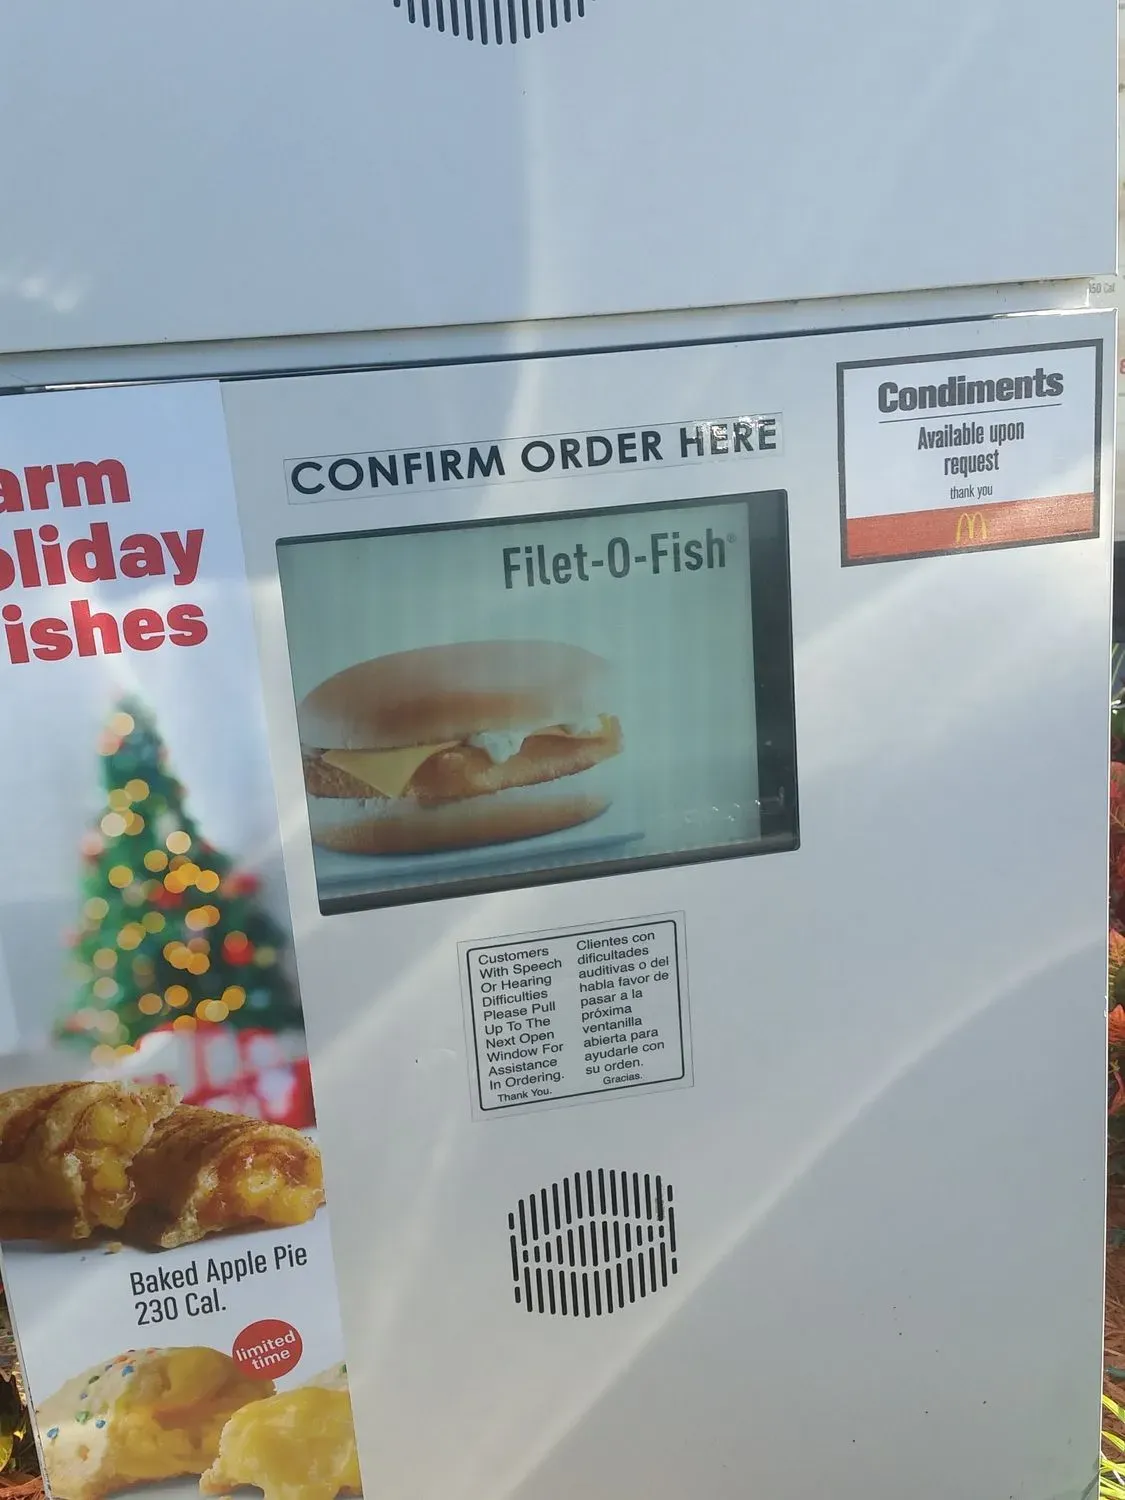 150 Cal
Condiments
Available upon
request
thank you
CONFIRM ORDER HERE
Filet-O-Fish®
arm
oliday
ishes
Customers
With Speech
Or Hearing
Difficulties
Please Pull
Up To The
Next Open
Window For
Assistance
In Ordering.
Thank You.
Clientes con
dificultades
auditivas o del
habla favor de
pasar a la
próxima
ventanilla
abierta para
ayudarle con
su orden.
Gracias.
Baked Apple Pie
230 Cal.
limited
time